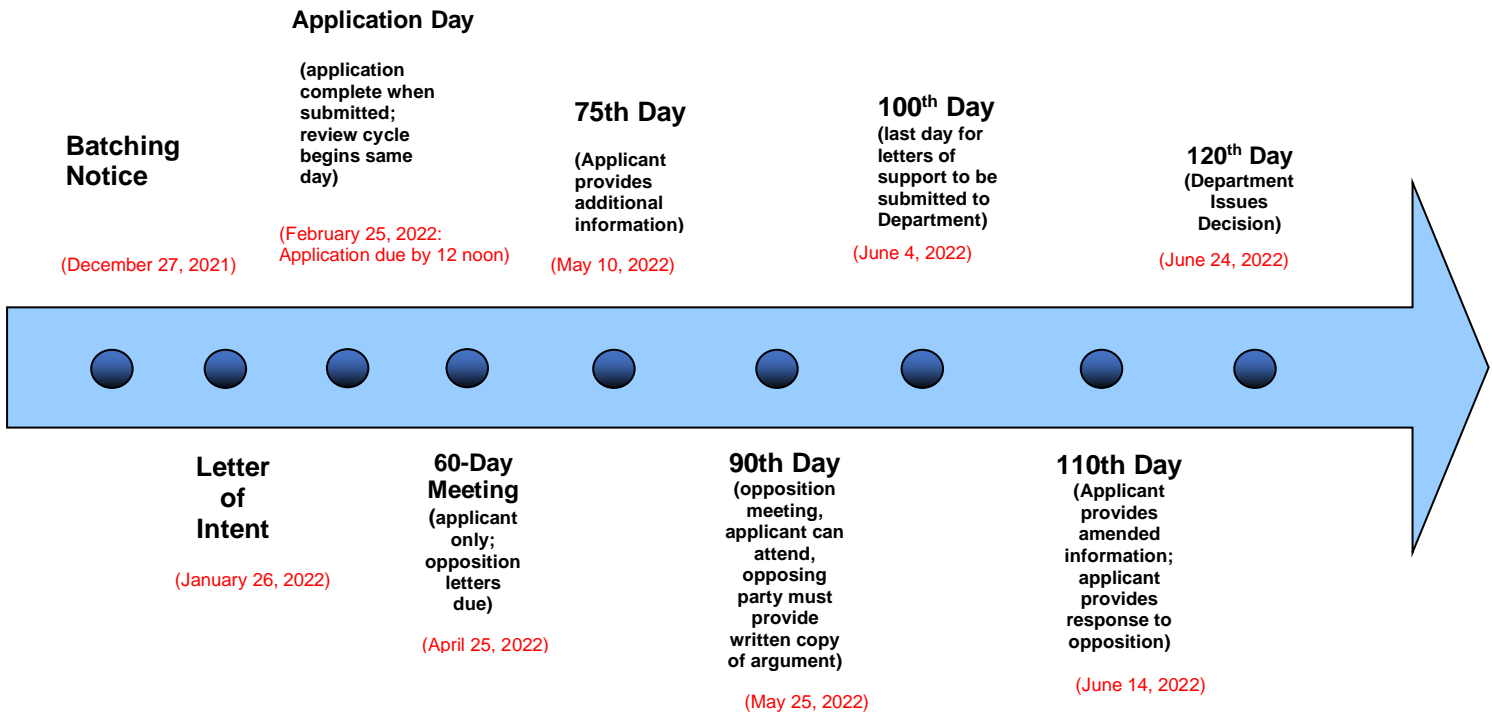 Batching
Notice
(December 27, 2021)
Letter
of
Intent
(January 26, 2022)
Application Day
(application
complete when
submitted;
review cycle
begins same
day)
(February 25, 2022:
Application due by 12 noon)
60-Day
Meeting
(applicant
only;
opposition
letters
due)
(April 25, 2022)
75th Day
(Applicant
provides
additional
information)
(May 10, 2022)
90th Day
(opposition
meeting,
applicant can
attend,
opposing
party must
provide
written copy
of argument)
(May 25, 2022)
100th Day
(last day for
letters of
support to be
submitted to
Department)
(June 4, 2022)
110th Day
(Applicant
provides
amended
information;
applicant
provides
response to
opposition)
(June 14, 2022)
120th Day
(Department
Issues
Decision)
(June 24, 2022)